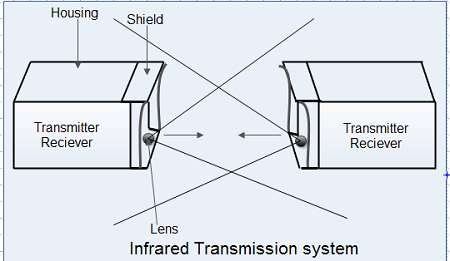 Housing
Shield
Transmitter
Reciever
Transmitter
Reciever
Lens
Infrared Transmission system